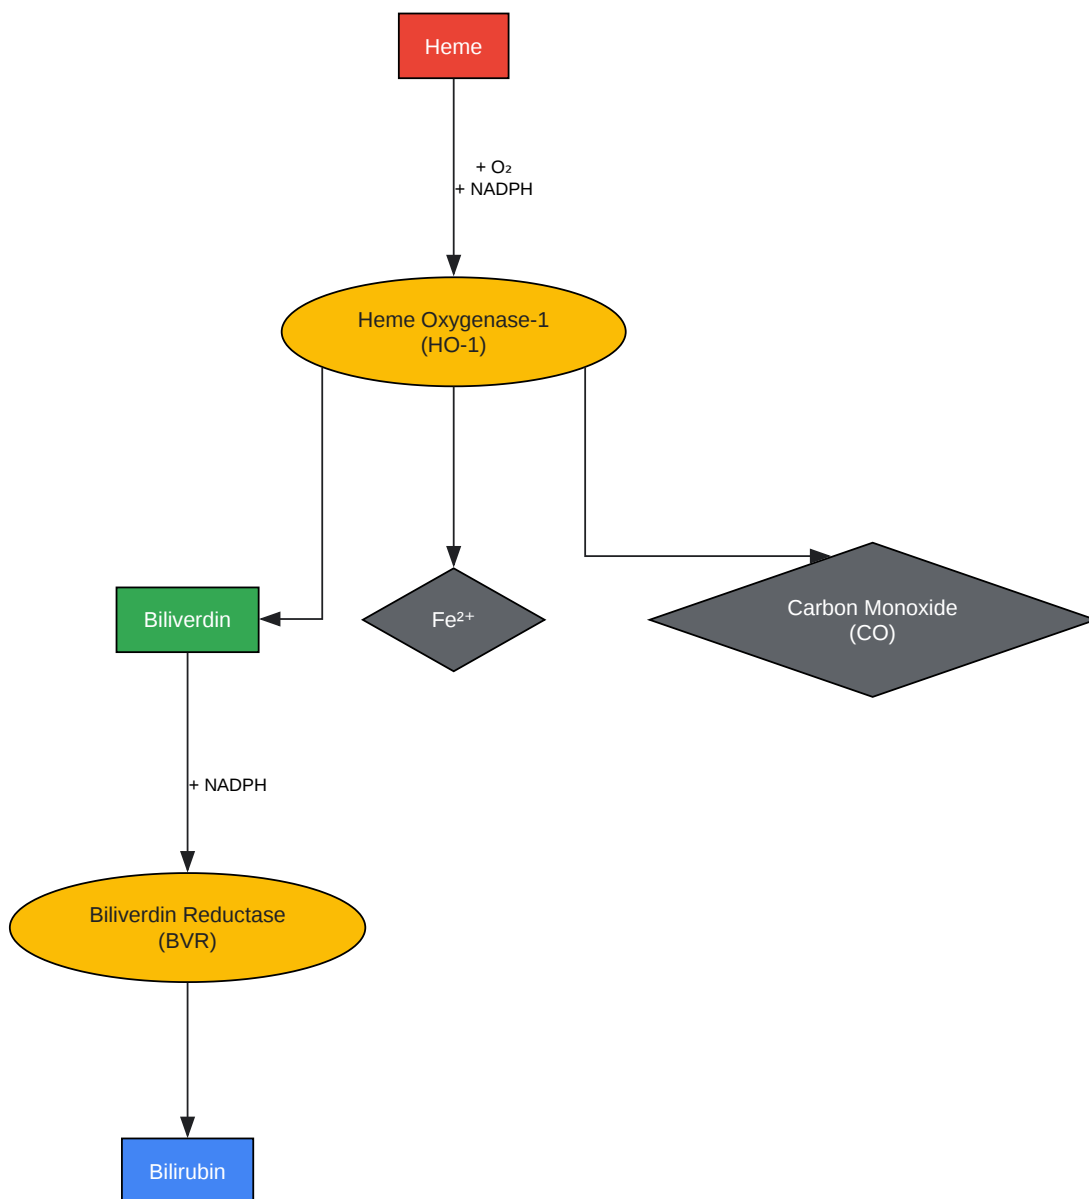 Heme
+ O₂
+ NADPH
Heme Oxygenase-1
(HO-1)
Biliverdin
Fe²⁺
Carbon Monoxide
(CO)
+ NADPH
Biliverdin Reductase
(BVR)
Bilirubin